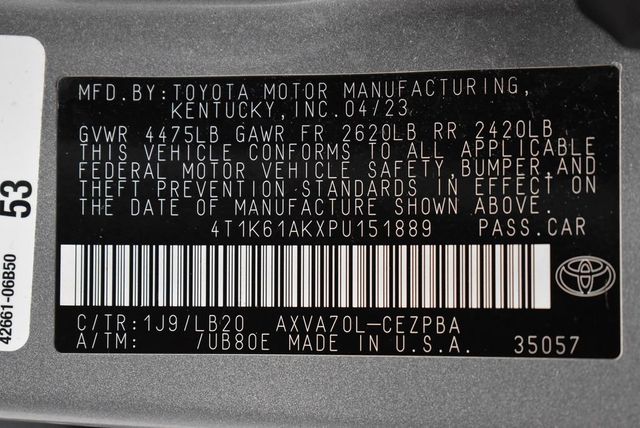 MFD.BY:TOYOTA MOTOR MANUFACTURING,
KENTUCKY,INC.04/23
GVWR 4475LB GAWR FR 2620LB RR 2420LB
THIS VEHICLE CONFORMS TO ALL APPLICABLE
FEDERAL MOTOR VEHICLE SAFETY,BUMPER,AND
THEFT PREVENTION STANDARDS IN EFFECT ON
THE DATE OF MANUFACTURE SHOWN ABOVE.
4T1K61AKXPU151889 PASS.CAR
C/TR:1J9/LB20 AXVA70L-CEZPBA
A/TM: /UB80E MADE IN U.S.A. 35057
53
42661-06B50